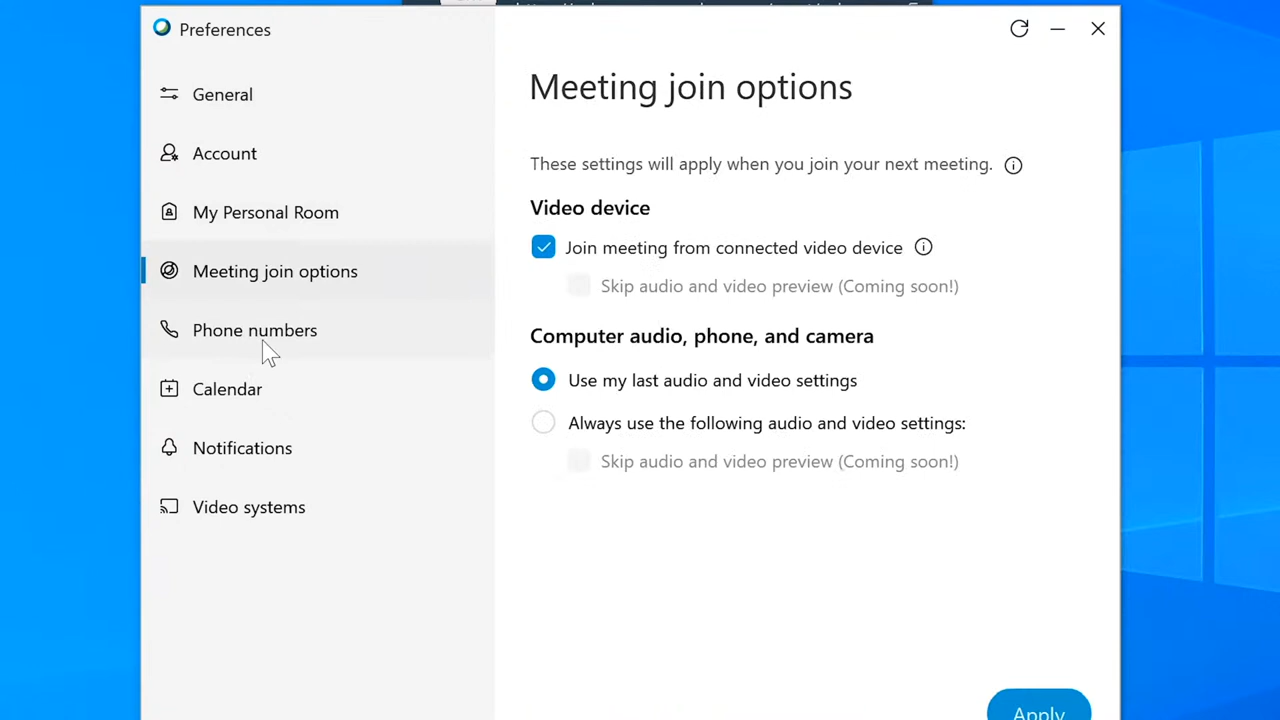 Preferences
General
Account
My Personal Room
Meeting join options
Phone numbers
Calendar
Notifications
Video systems
Meeting join options
These settings will apply when you join your next meeting.
Video device
Join meeting from connected video device
Skip audio and video preview (Coming soon!)
Computer audio, phone, and camera
Use my last audio and video settings
Always use the following audio and video settings:
Skip audio and video preview (Coming soon!)
Apply